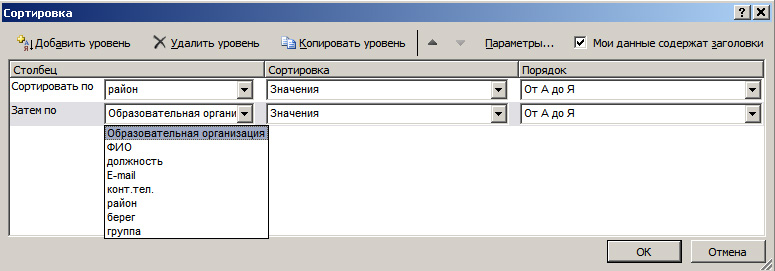 Сортировка
Добавить уровень Удалить уровень Копировать уровень Параметры... Мои данные содержат заголовки
Столбец Сортировка Порядок
Сортировать по район Значения От А до Я
Затем по Образовательная органи Значения От А до Я
Образовательная организация
ФИО
должность
E-mail
конт.тел.
район
берег
группа
ОК Отмена